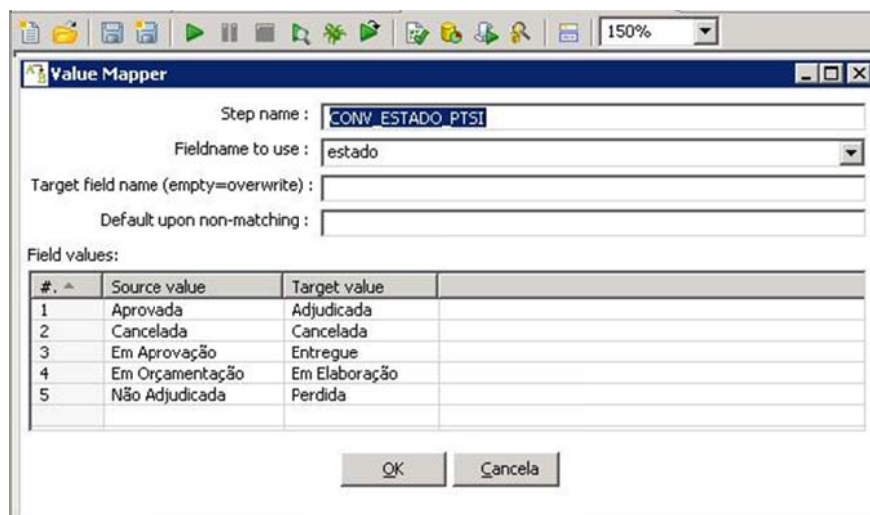 150%
Value Mapper
Step name : CONV_ESTADO_PTSI
Fieldname to use : estado
Target field name (empty=overwrite) :
Default upon non-matching :
Field values:
#. Source value Target value
1 Aprovada Adjudicada
2 Cancelada Cancelada
3 Em Aprovação Entregue
4 Em Orçamentação Em Elaboração
5 Não Adjudicada Perdida
OK Cancela